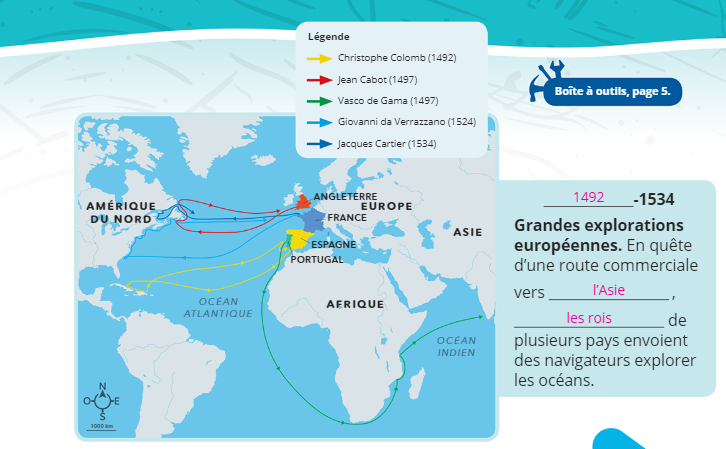 Légende
Christophe Colomb (1492)
Jean Cabot (1497)
Vasco de Gama (1497)
Giovanni da Verrazzano (1524)
Jacques Cartier (1534)
Boîte à outils, page 5.
AMÉRIQUE
DU NORD
ANGLETERRE
EUROPE
FRANCE
ASIE
ESPAGNE
PORTUGAL
OCÉAN
ATLANTIQUE
AFRIQUE
OCÉAN
INDIEN
N
O
E
S
1000 km
1492-1534
Grandes explorations
européennes. En quête
d'une route commerciale
vers l'Asie,
les rois de
plusieurs pays envoient
des navigateurs explorer
les océans.